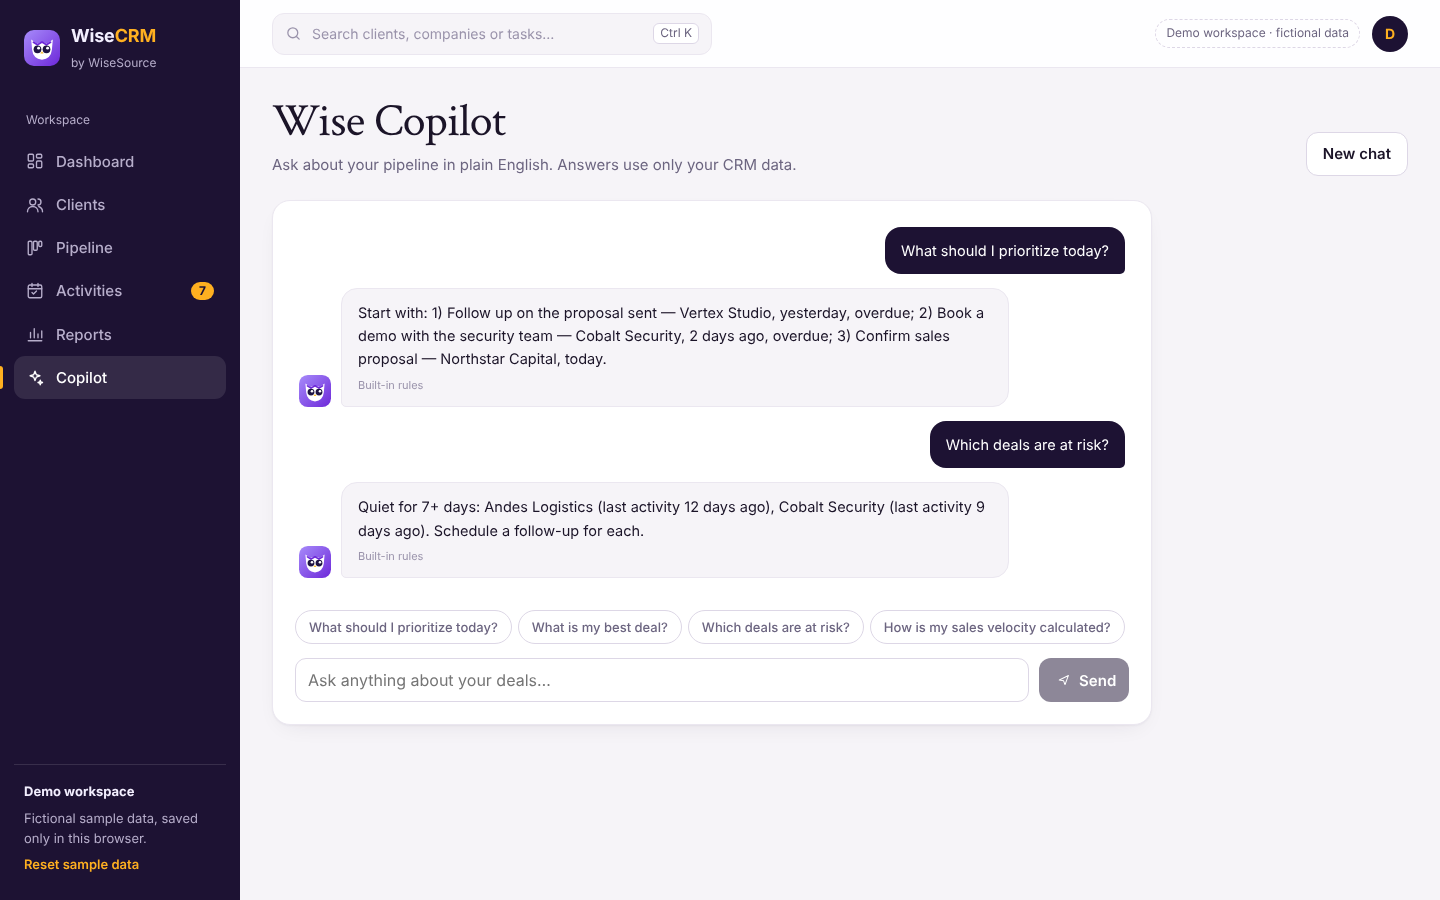 WiseCRM
by WiseSource
Workspace
Dashboard
Clients
Pipeline
Activities 7
Reports
Copilot
Demo workspace
Fictional sample data, saved
only in this browser.
Reset sample data
Search clients, companies or tasks...
Ctrl K
Demo workspace · fictional data
D
Wise Copilot
Ask about your pipeline in plain English. Answers use only your CRM data.
New chat
What should I prioritize today?
Start with: 1) Follow up on the proposal sent — Vertex Studio, yesterday, overdue; 2) Book a
demo with the security team — Cobalt Security, 2 days ago, overdue; 3) Confirm sales
proposal — Northstar Capital, today.
Built-in rules
Which deals are at risk?
Quiet for 7+ days: Andes Logistics (last activity 12 days ago), Cobalt Security (last activity 9
days ago). Schedule a follow-up for each.
Built-in rules
What should I prioritize today?
What is my best deal?
Which deals are at risk?
How is my sales velocity calculated?
Ask anything about your deals...
Send